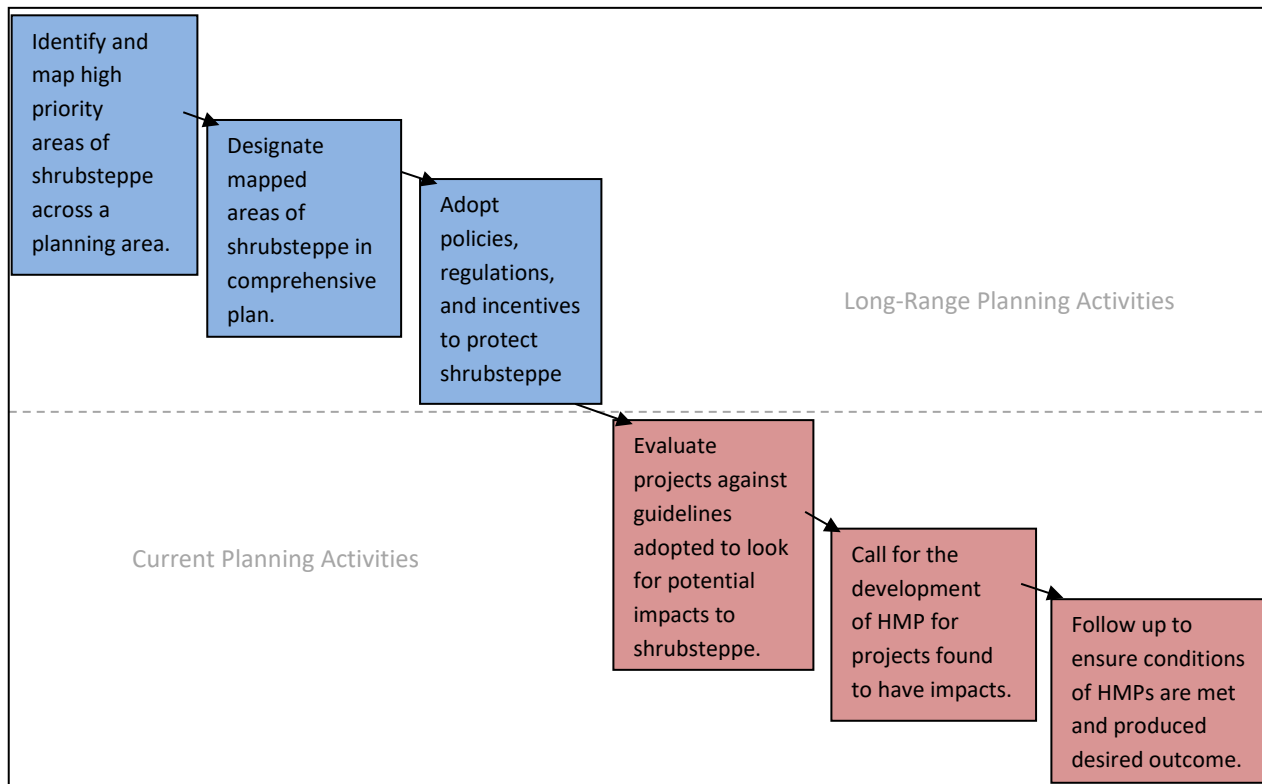 Identify and
map high
priority
areas of
shrubsteppe
across a
planning area.
Designate
mapped
areas of
shrubsteppe in
comprehensive
plan.
Adopt
policies,
regulations,
and incentives
to protect
shrubsteppe
Long-Range Planning Activities
Current Planning Activities
Evaluate
projects against
guidelines
adopted to look
for potential
impacts to
shrubsteppe.
Call for the
development
of HMP for
projects found
to have impacts.
Follow up to
ensure conditions
of HMPs are met
and produced
desired outcome.